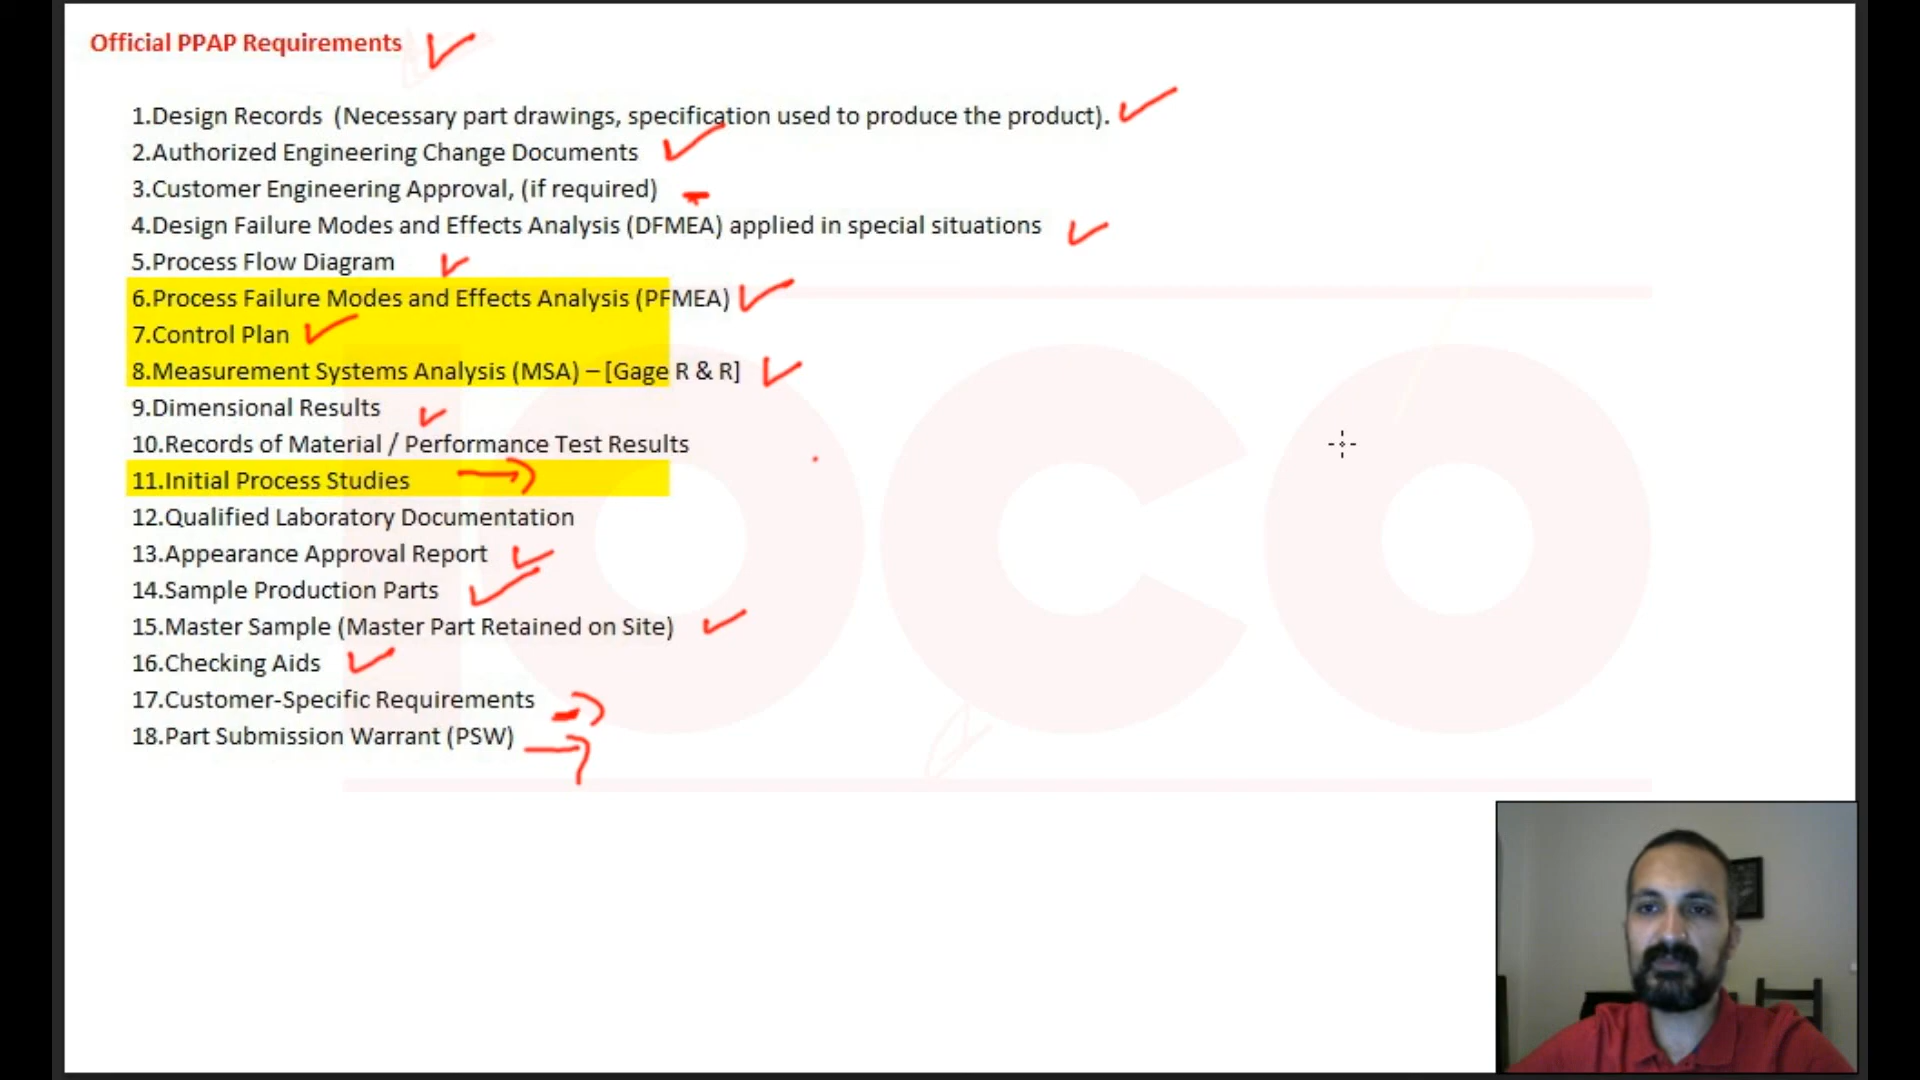 Official PPAP Requirements
1.Design Records (Necessary part drawings, specification used to produce the product).
2.Authorized Engineering Change Documents
3.Customer Engineering Approval, (if required)
4.Design Failure Modes and Effects Analysis (DFMEA) applied in special situations
5.Process Flow Diagram
6.Process Failure Modes and Effects Analysis (PFMEA)
7.Control Plan
8.Measurement Systems Analysis (MSA) – [Gage R & R]
9.Dimensional Results
10.Records of Material / Performance Test Results
11.Initial Process Studies
12.Qualified Laboratory Documentation
13.Appearance Approval Report
14.Sample Production Parts
15.Master Sample (Master Part Retained on Site)
16.Checking Aids
17.Customer-Specific Requirements
18.Part Submission Warrant (PSW)